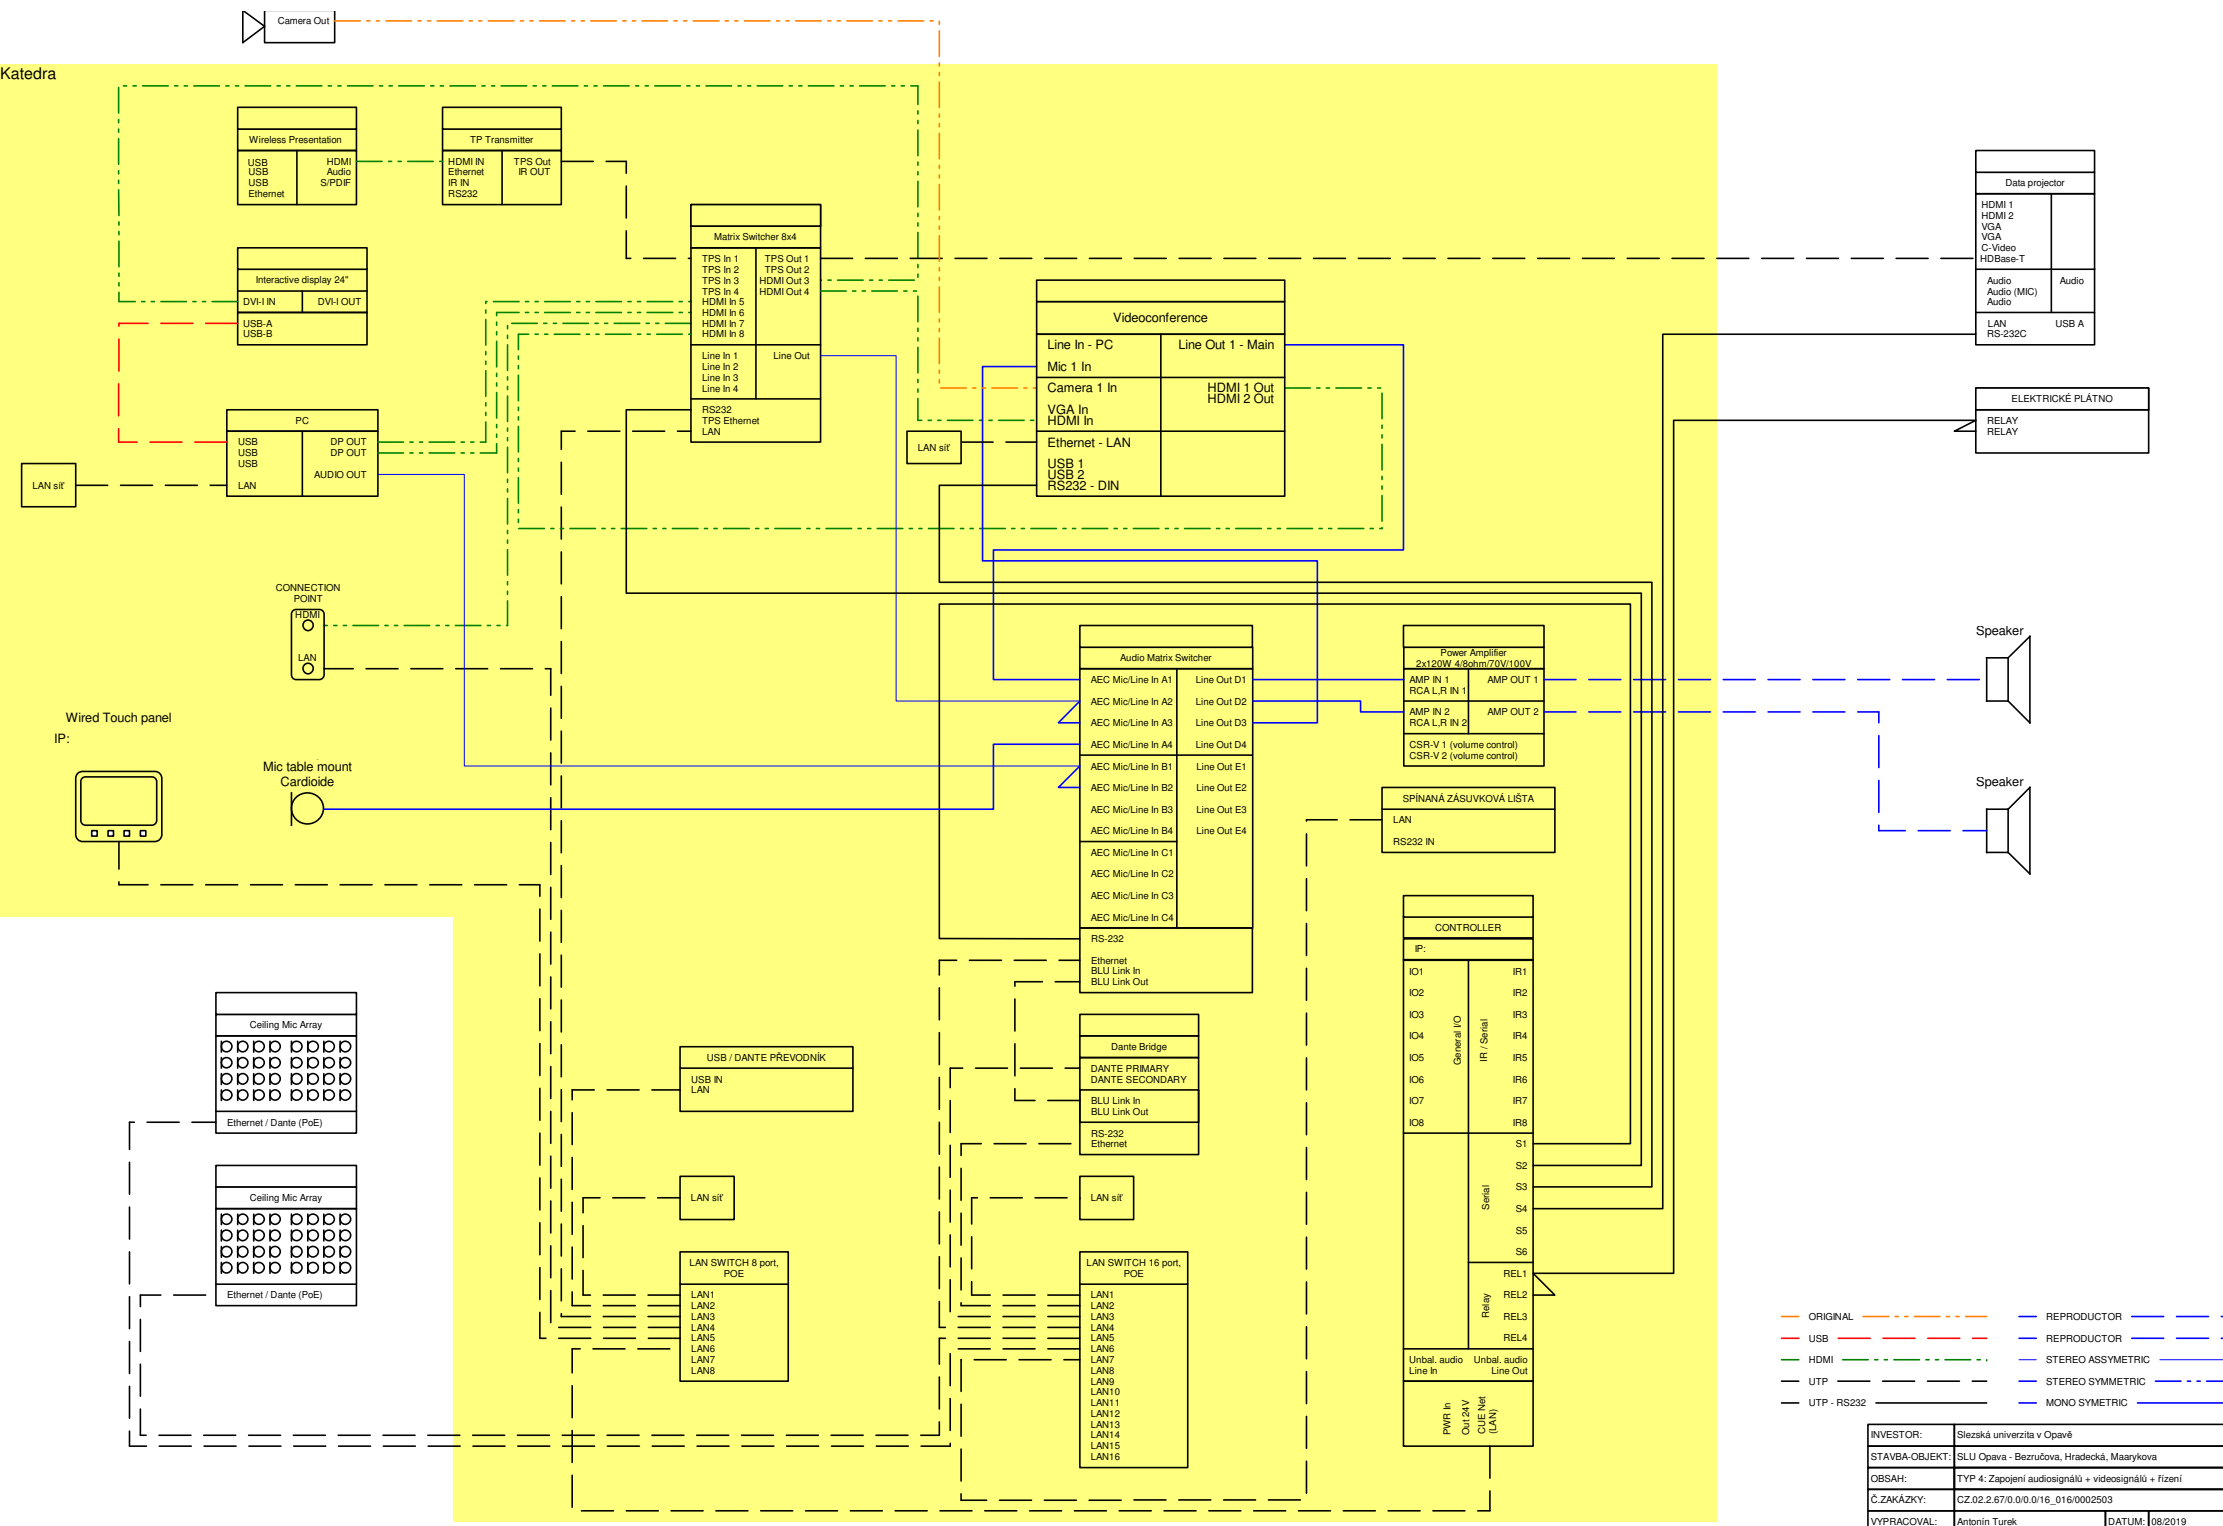 Camera Out
Katedra
Wireless Presentation
USB
USB
USB
Ethernet
HDMI
Audio
S/PDIF
TP Transmitter
HDMI IN
Ethernet
IR IN
RS232
TPS Out
IR OUT
Interactive display 24"
DVI-I IN
DVI-I OUT
USB-A
USB-B
Matrix Switcher 8x4
TPS In 1
TPS In 2
TPS In 3
TPS In 4
HDMI In 5
HDMI In 6
HDMI In 7
HDMI In 8
TPS Out 1
TPS Out 2
HDMI Out 3
HDMI Out 4
Line In 1
Line In 2
Line In 3
Line In 4
Line Out
RS232
TPS Ethernet
LAN
PC
USB
USB
USB
LAN
DP OUT
DP OUT
AUDIO OUT
LAN síť
Videoconference
Line In - PC
Mic 1 In
Line Out 1 - Main
Camera 1 In
VGA In
HDMI In
HDMI 1 Out
HDMI 2 Out
Ethernet - LAN
USB 1
USB 2
RS232 - DIN
LAN síť
Data projector
HDMI 1
HDMI 2
VGA
VGA
C-Video
HDBase-T
Audio
Audio (MIC)
Audio
Audio
LAN
RS-232C
USB A
ELEKTRICKÉ PLÁTNO
RELAY
RELAY
CONNECTION
POINT
HDMI
LAN
Wired Touch panel
IP:
Mic table mount
Cardioide
Audio Matrix Switcher
AEC Mic/Line In A1
AEC Mic/Line In A2
AEC Mic/Line In A3
AEC Mic/Line In A4
Line Out D1
Line Out D2
Line Out D3
Line Out D4
AEC Mic/Line In B1
AEC Mic/Line In B2
AEC Mic/Line In B3
AEC Mic/Line In B4
Line Out E1
Line Out E2
Line Out E3
Line Out E4
AEC Mic/Line In C1
AEC Mic/Line In C2
AEC Mic/Line In C3
AEC Mic/Line In C4
RS-232
Ethernet
BLU Link In
BLU Link Out
Power Amplifier
2x120W 4/8ohm/70V/100V
AMP IN 1
RCA L,R IN 1
AMP OUT 1
AMP IN 2
RCA L,R IN 2
AMP OUT 2
CSR-V 1 (volume control)
CSR-V 2 (volume control)
SPÍNANÁ ZÁSUVKOVÁ LIŠTA
LAN
RS232 IN
Speaker
Speaker
CONTROLLER
IP:
IO1
IO2
IO3
IO4
IO5
IO6
IO7
IO8
General I/O
IR / Serial
IR1
IR2
IR3
IR4
IR5
IR6
IR7
IR8
Serial
S1
S2
S3
S4
S5
S6
Relay
REL1
REL2
REL3
REL4
Unbal. audio
Line In
Unbal. audio
Line Out
PWR In
Out 24V
CUE Net
(LAN)
Ceiling Mic Array
Ethernet / Dante (PoE)
Ceiling Mic Array
Ethernet / Dante (PoE)
USB / DANTE PŘEVODNÍK
USB IN
LAN
LAN síť
LAN SWITCH 8 port,
POE
LAN1
LAN2
LAN3
LAN4
LAN5
LAN6
LAN7
LAN8
Dante Bridge
DANTE PRIMARY
DANTE SECONDARY
BLU Link In
BLU Link Out
RS-232
Ethernet
LAN síť
LAN SWITCH 16 port,
POE
LAN1
LAN2
LAN3
LAN4
LAN5
LAN6
LAN7
LAN8
LAN9
LAN10
LAN11
LAN12
LAN13
LAN14
LAN15
LAN16
ORIGINAL
USB
HDMI
UTP
UTP - RS232
REPRODUCTOR
REPRODUCTOR
STEREO ASSYMETRIC
STEREO SYMMETRIC
MONO SYMETRIC
INVESTOR: Slezská univerzita v Opavě
STAVBA-OBJEKT: SLU Opava - Bezručova, Hradecká, Maarykova
OBSAH: TYP 4: Zapojení audiosignálů + videosignálů + řízení
Č.ZAKÁZKY: CZ.02.2.67/0.0/0.0/16_016/0002503
VYPRACOVAL: Antonín Turek DATUM: 08/2019